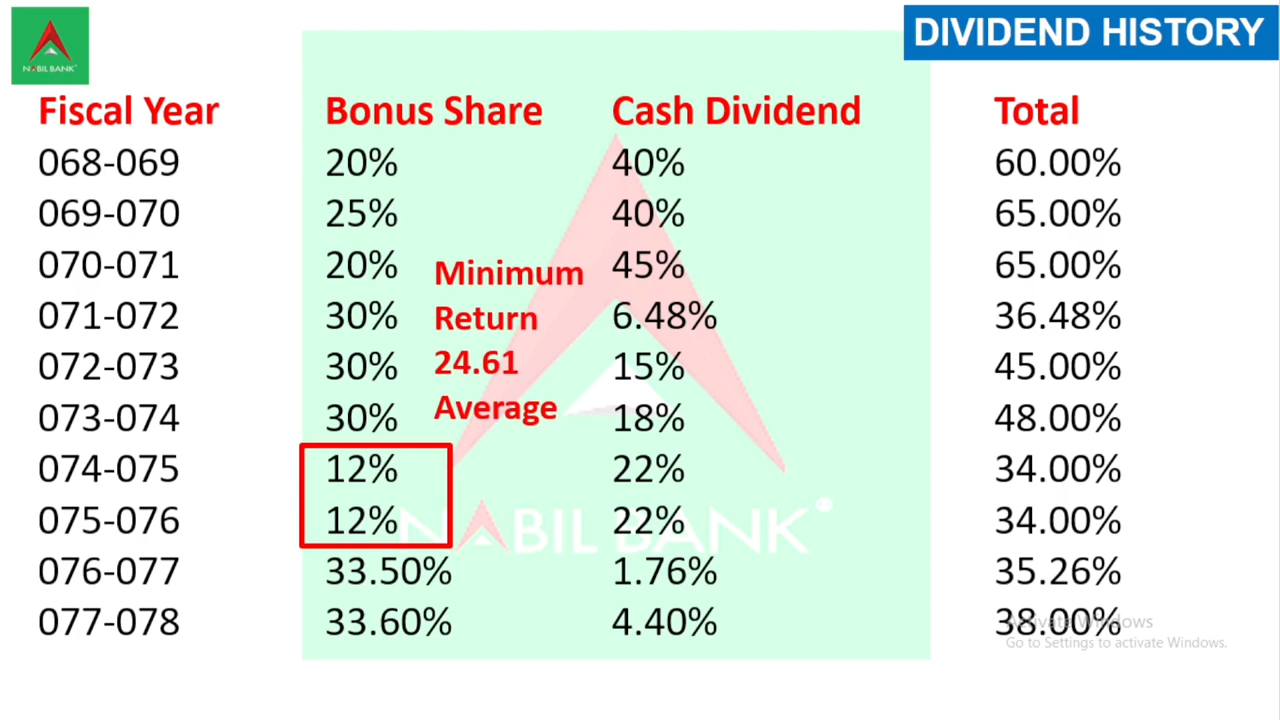 NABIL BANK
DIVIDEND HISTORY
Fiscal Year Bonus Share Cash Dividend Total
068-069 20% 40% 60.00%
069-070 25% 40% 65.00%
070-071 20% 45% 65.00%
071-072 30% 6.48% 36.48%
072-073 30% 15% 45.00%
073-074 30% 18% 48.00%
074-075 12% 22% 34.00%
075-076 12% 22% 34.00%
076-077 33.50% 1.76% 35.26%
077-078 33.60% 4.40% 38.00%
Minimum
Return
24.61
Average
NABIL BANK®
Activate Windows
Go to Settings to activate Windows.